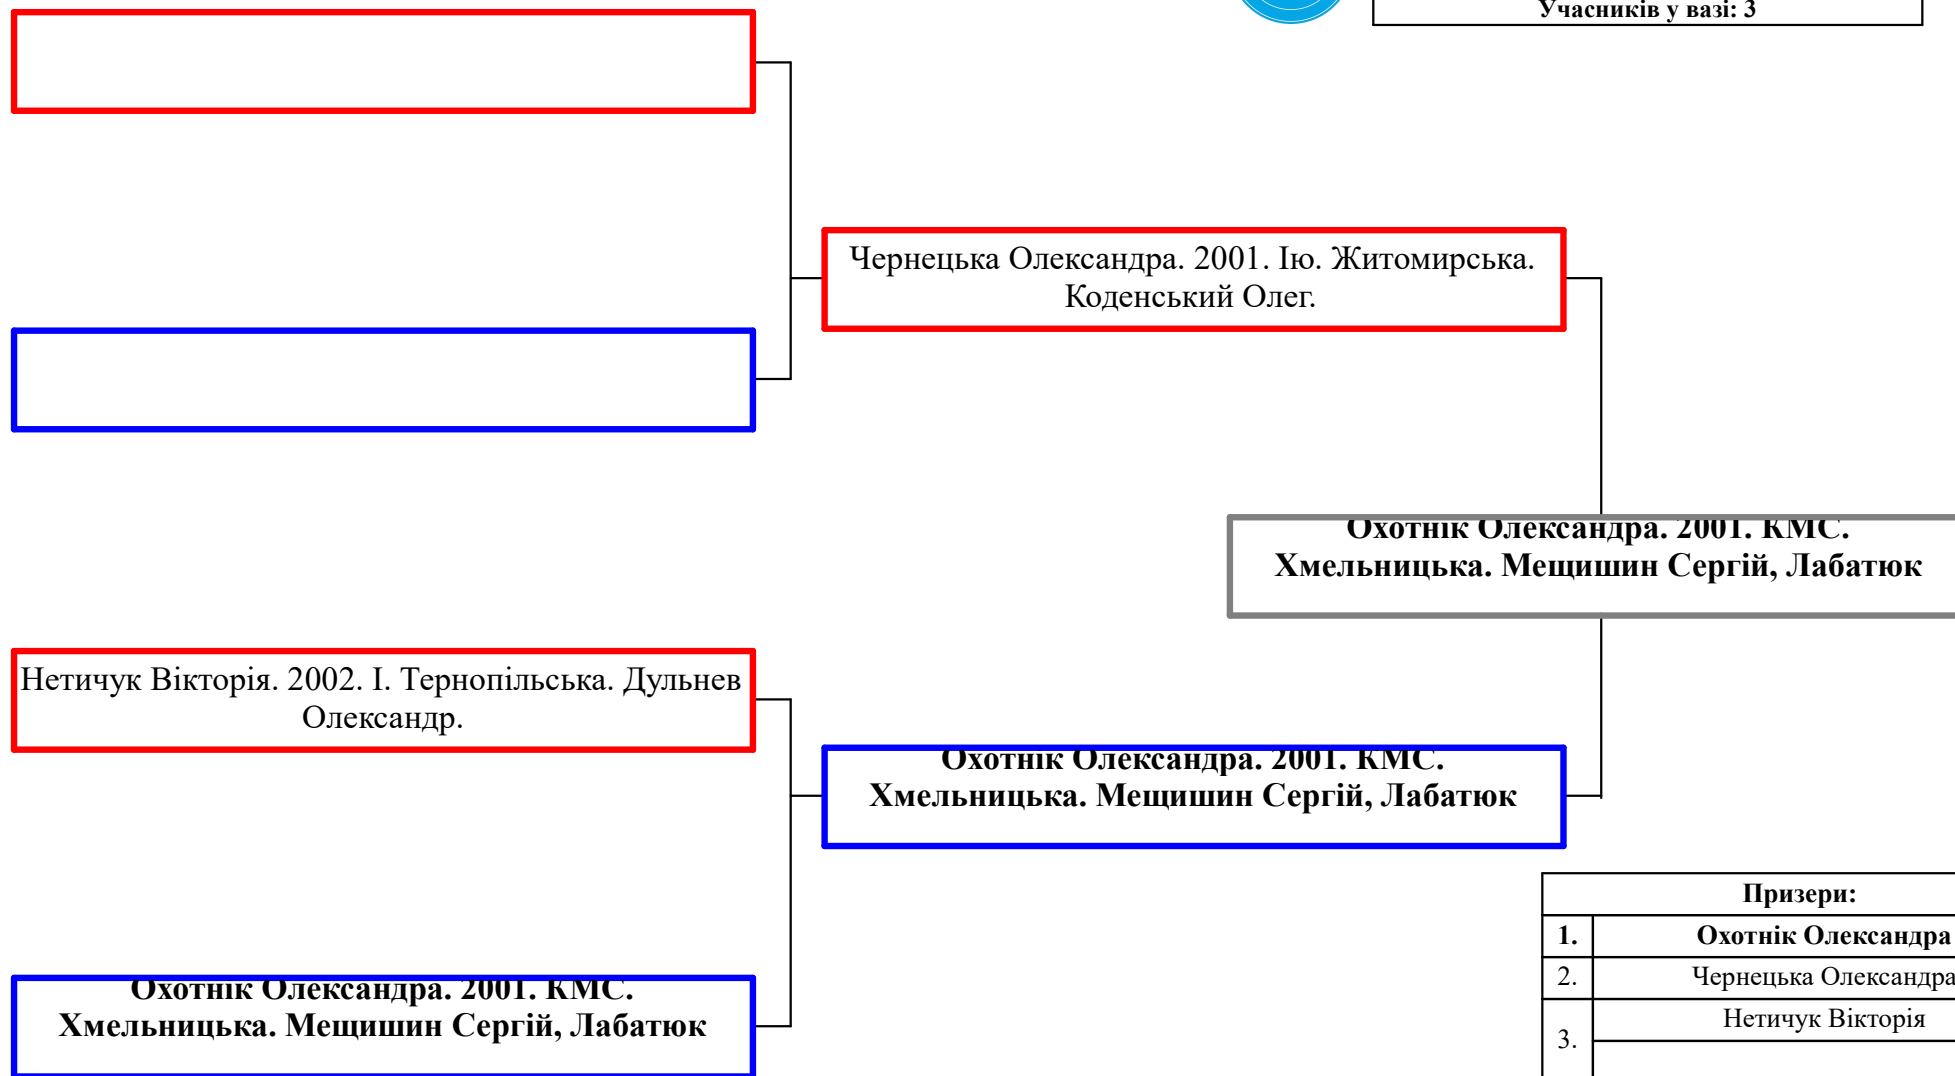 Учасників у вазі: 3
Чернецька Олександра. 2001. Ію. Житомирська.
Коденський Олег.
Охотнік Олександра. 2001. КМС.
Хмельницька. Мещишин Сергій, Лабатюк
Нетичук Вікторія. 2002. І. Тернопільська. Дульнев
Олександр.
Охотнік Олександра. 2001. КМС.
Хмельницька. Мещишин Сергій, Лабатюк
Охотнік Олександра. 2001. КМС.
Хмельницька. Мещишин Сергій, Лабатюк
Призери:
1. Охотнік Олександра
2. Чернецька Олександра
3. Нетичук Вікторія